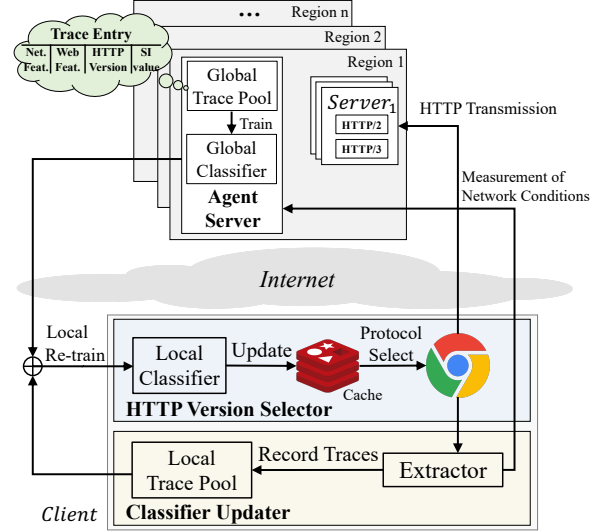 Region n
...
Region 2
Region 1
Trace Entry
Net. Feat.
Web Feat.
HTTP Version
SI value
Global
Trace Pool
Train
Global
Classifier
Agent
Server
Server1
HTTP/2
HTTP/3
HTTP Transmission
Measurement of
Network Conditions
Internet
Local
Re-train
Local
Classifier
Update
Cache
Protocol
Select
HTTP Version Selector
Local
Trace Pool
Record Traces
Extractor
Client
Classifier Updater